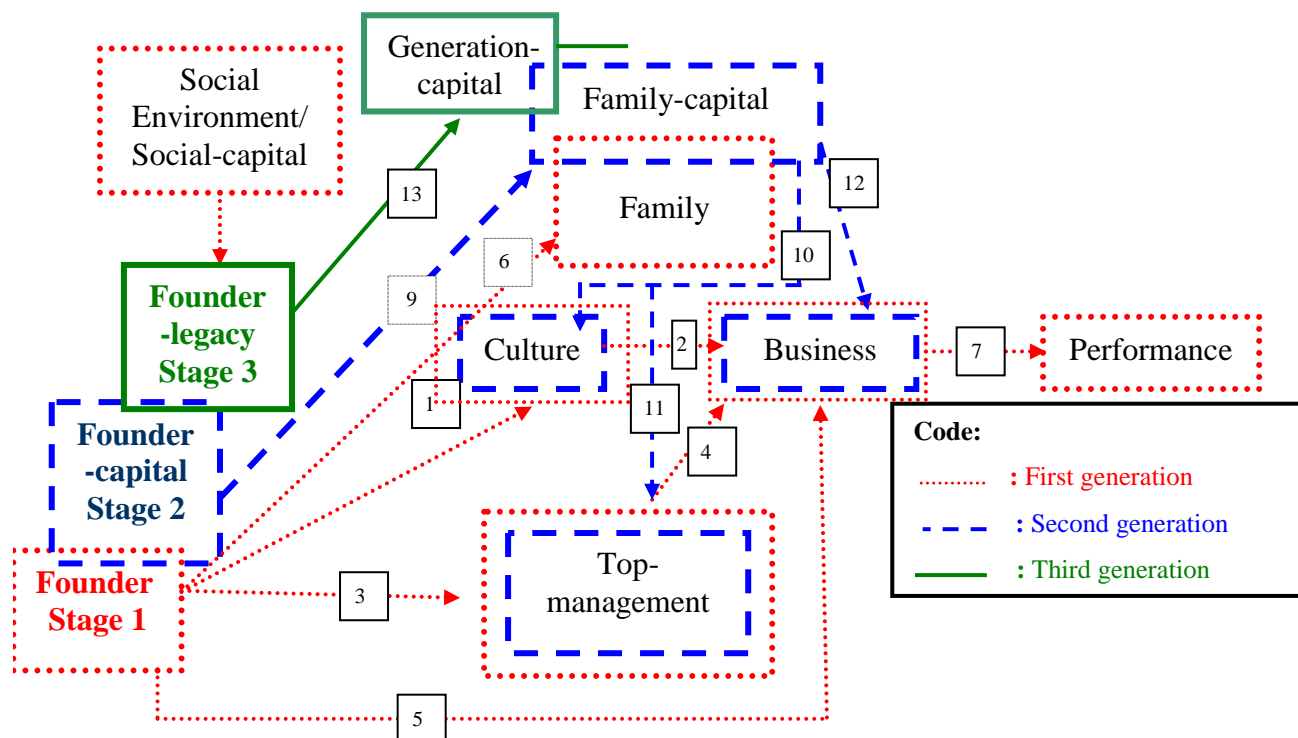 Generation-
capital
Social
Environment/
Social-capital
Family-capital
13
12
Family
6
10
9
Founder
-legacy
Stage 3
Culture
2
Business
7
Performance
1
11
4
Founder
-capital
Stage 2
Code:
: First generation
: Second generation
: Third generation
Top-
management
3
Founder
Stage 1
5